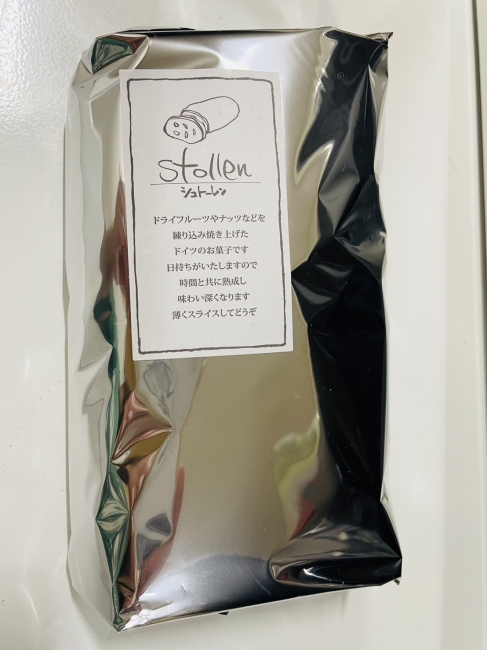 Stollen
シュトーレン
ドライフルーツやナッツなどを
練り込み焼き上げた
ドイツのお菓子です
日持ちがいたしますので
時間と共に熟成し
味わい深くなります
薄くスライスしてどうぞ